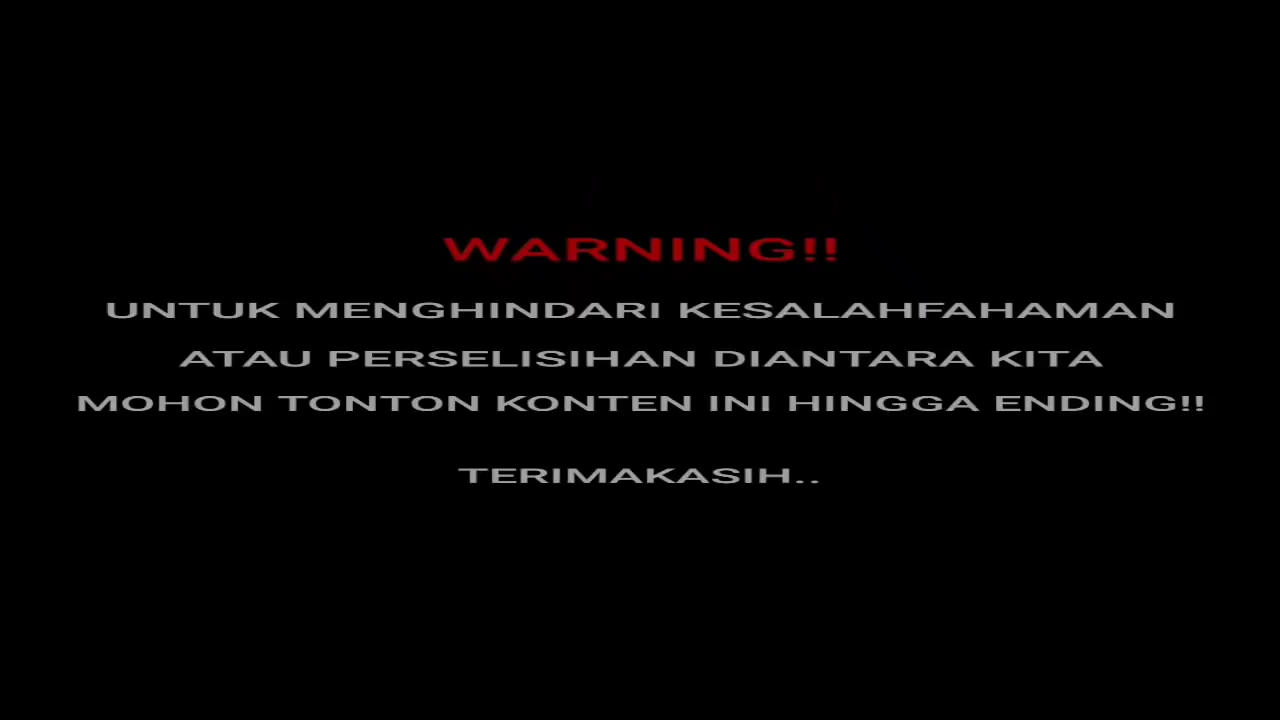 WARNING!!
UNTUK MENGHINDARI KESALAHFAHAMAN
ATAU PERSELISIHAN DIANTARA KITA
MOHON TONTON KONTEN INI HINGGA ENDING!!
TERIMAKASIH..